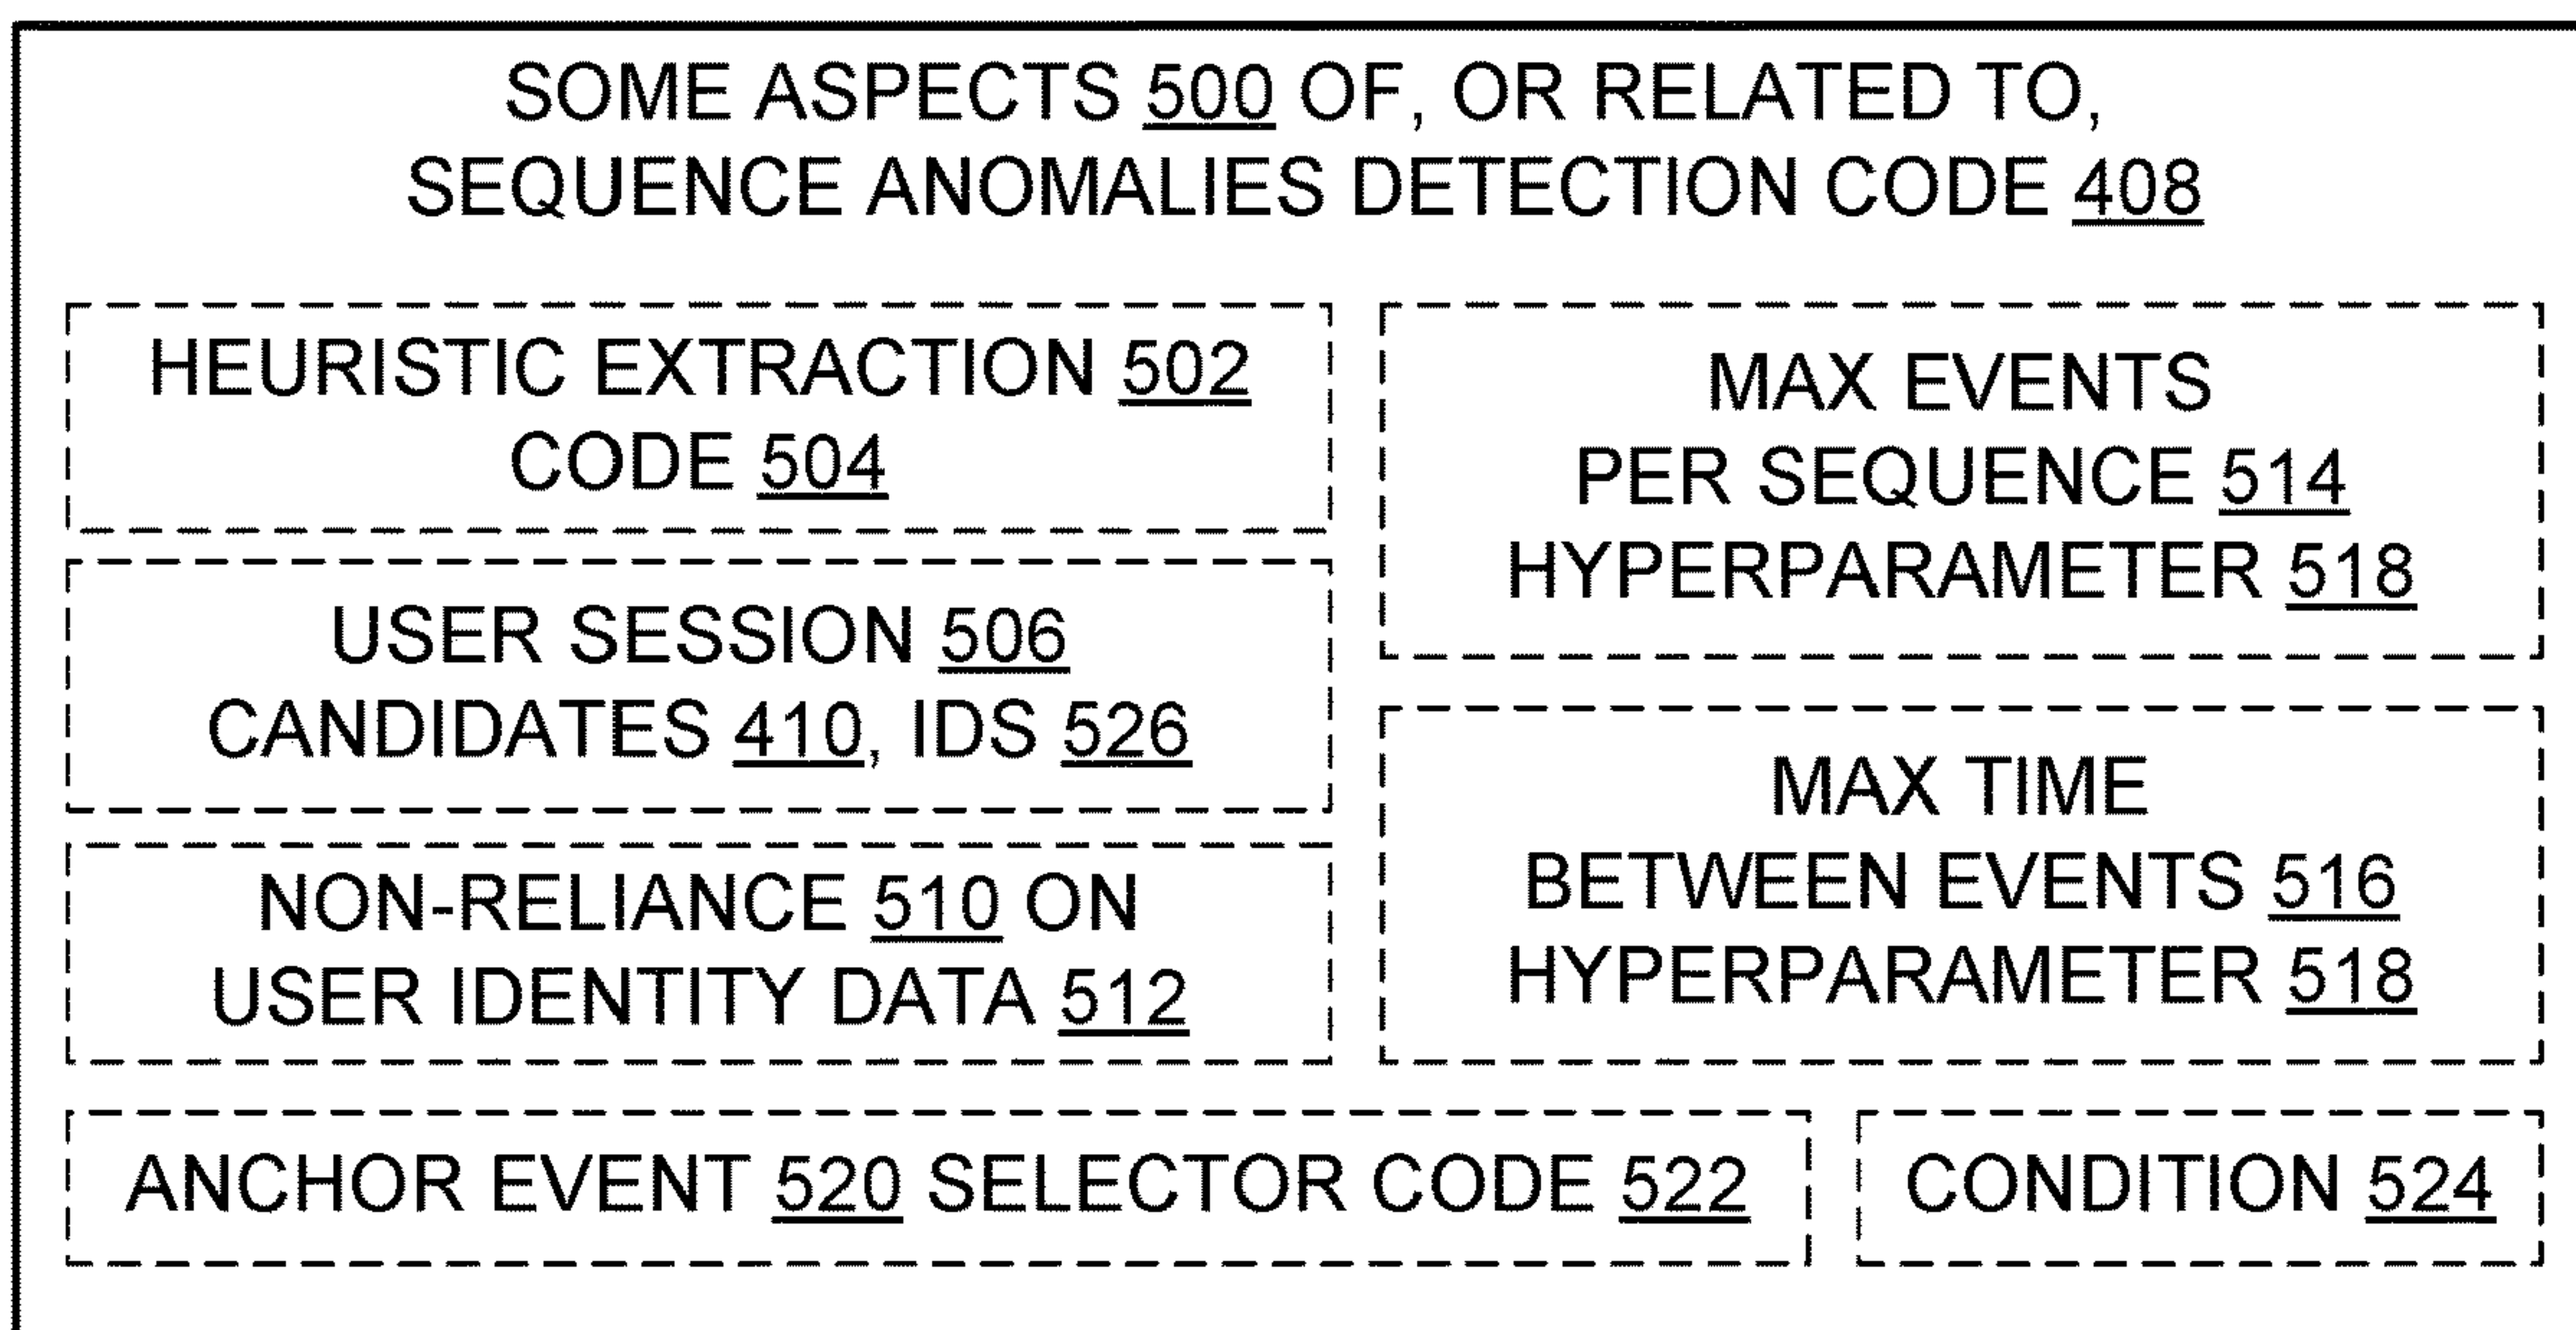 SOME ASPECTS 500 OF, OR RELATED TO,
SEQUENCE ANOMALIES DETECTION CODE 408
HEURISTIC EXTRACTION 502
CODE 504
USER SESSION 506
CANDIDATES 410, IDS 526
NON-RELIANCE 510 ON
USER IDENTITY DATA 512
MAX EVENTS
PER SEQUENCE 514
HYPERPARAMETER 518
MAX TIME
BETWEEN EVENTS 516
HYPERPARAMETER 518
ANCHOR EVENT 520 SELECTOR CODE 522
CONDITION 524